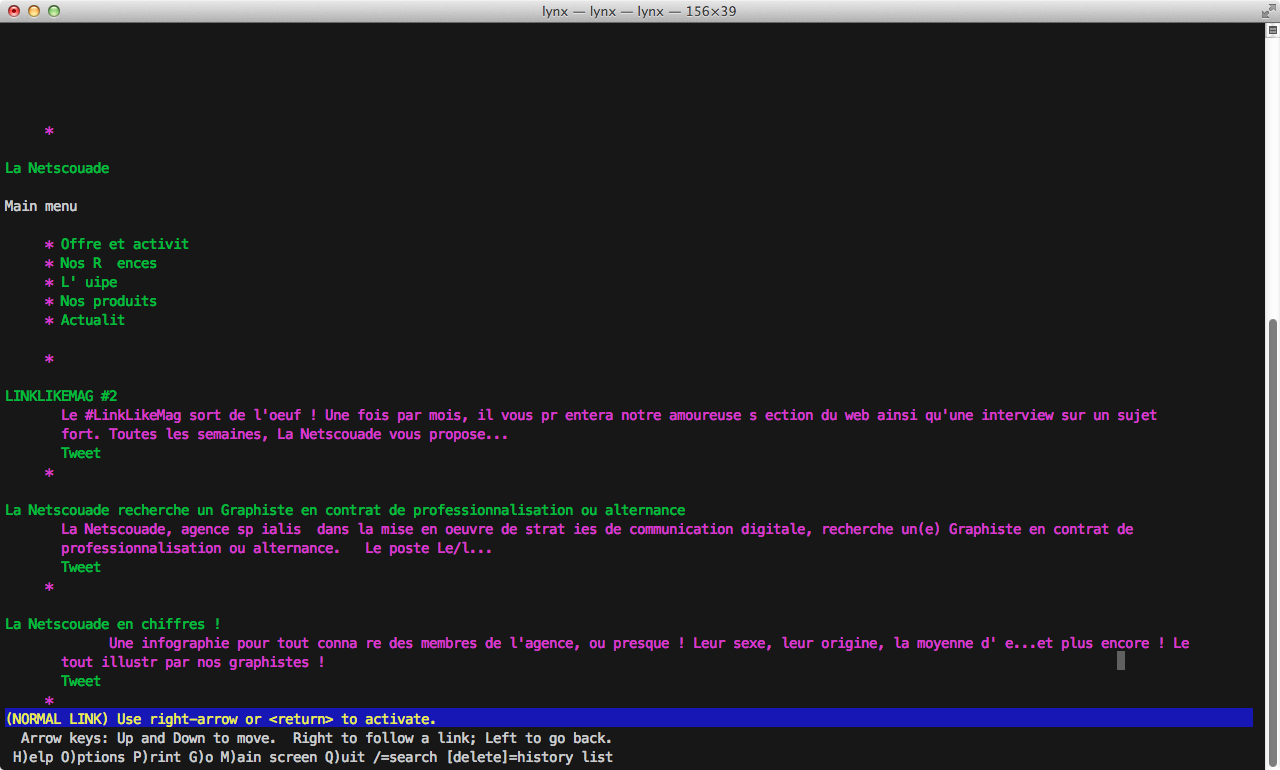 lynx — lynx — lynx — 156×39
*
La Netscouade
Main menu
* Offre et activit
* Nos R  ences
* L' uipe
* Nos produits
* Actualit
*
LINKLIKEMAG #2
Le #LinkLikeMag sort de l'oeuf ! Une fois par mois, il vous pr entera notre amoureuse s ection du web ainsi qu'une interview sur un sujet
fort. Toutes les semaines, La Netscouade vous propose...
Tweet
*
La Netscouade recherche un Graphiste en contrat de professionnalisation ou alternance
La Netscouade, agence sp ialis  dans la mise en oeuvre de strat ies de communication digitale, recherche un(e) Graphiste en contrat de
professionnalisation ou alternance.   Le poste Le/l...
Tweet
*
La Netscouade en chiffres !
Une infographie pour tout conna re des membres de l'agence, ou presque ! Leur sexe, leur origine, la moyenne d' e...et plus encore ! Le
tout illustr par nos graphistes !
Tweet
*
(NORMAL LINK) Use right-arrow or <return> to activate.
Arrow keys: Up and Down to move.  Right to follow a link; Left to go back.
H)elp O)ptions P)rint G)o M)ain screen Q)uit /=search [delete]=history list